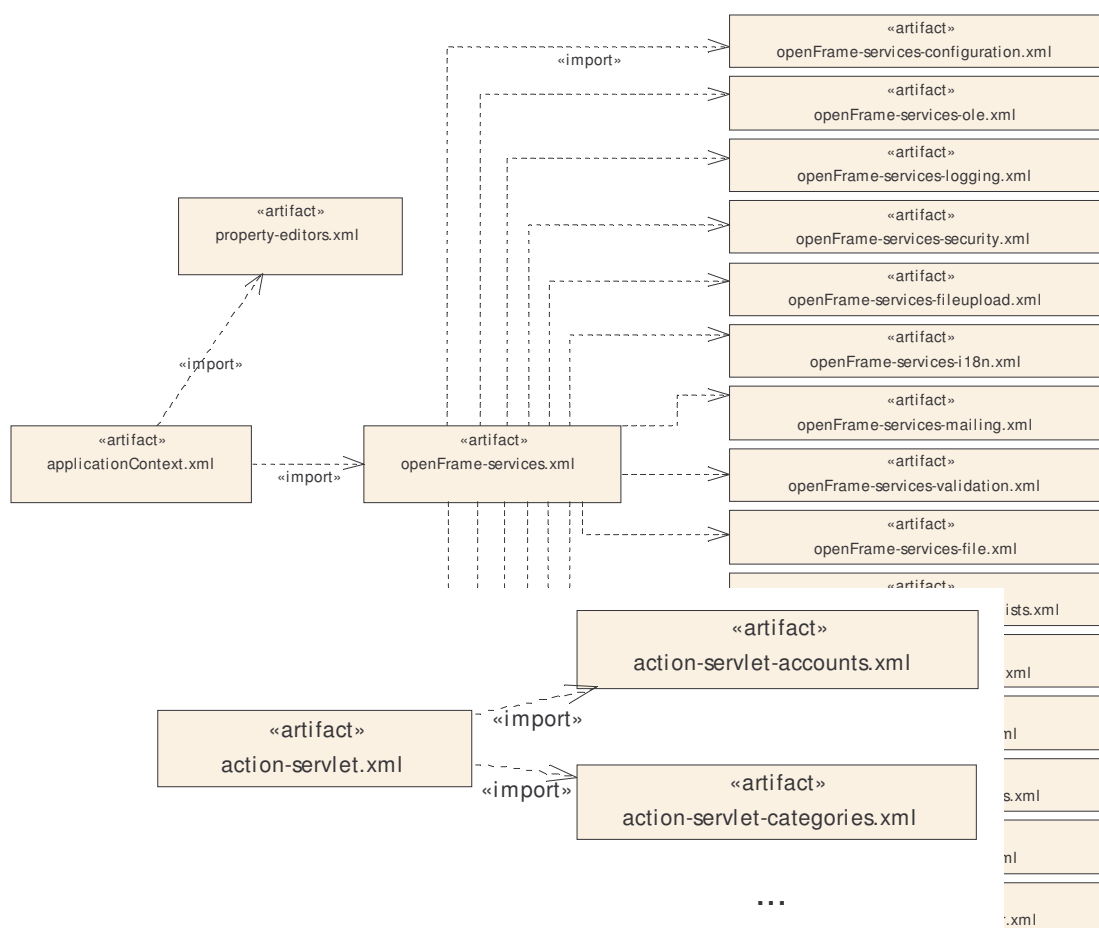 «artifact»
openFrame-services-configuration.xml
«import»
«artifact»
openFrame-services-ole.xml
«artifact»
openFrame-services-logging.xml
«artifact»
property-editors.xml
«artifact»
openFrame-services-security.xml
«artifact»
openFrame-services-fileupload.xml
«artifact»
openFrame-services-i18n.xml
«import»
«artifact»
openFrame-services-mailing.xml
«artifact»
applicationContext.xml
«import»
«artifact»
openFrame-services.xml
«artifact»
openFrame-services-validation.xml
«artifact»
openFrame-services-file.xml
«artifact»
ists.xml
«artifact»
action-servlet-accounts.xml
.xml
«import»
«artifact»
action-servlet.xml
ml
«import»
«artifact»
action-servlet-categories.xml
s.xml
ml
...
r.xml